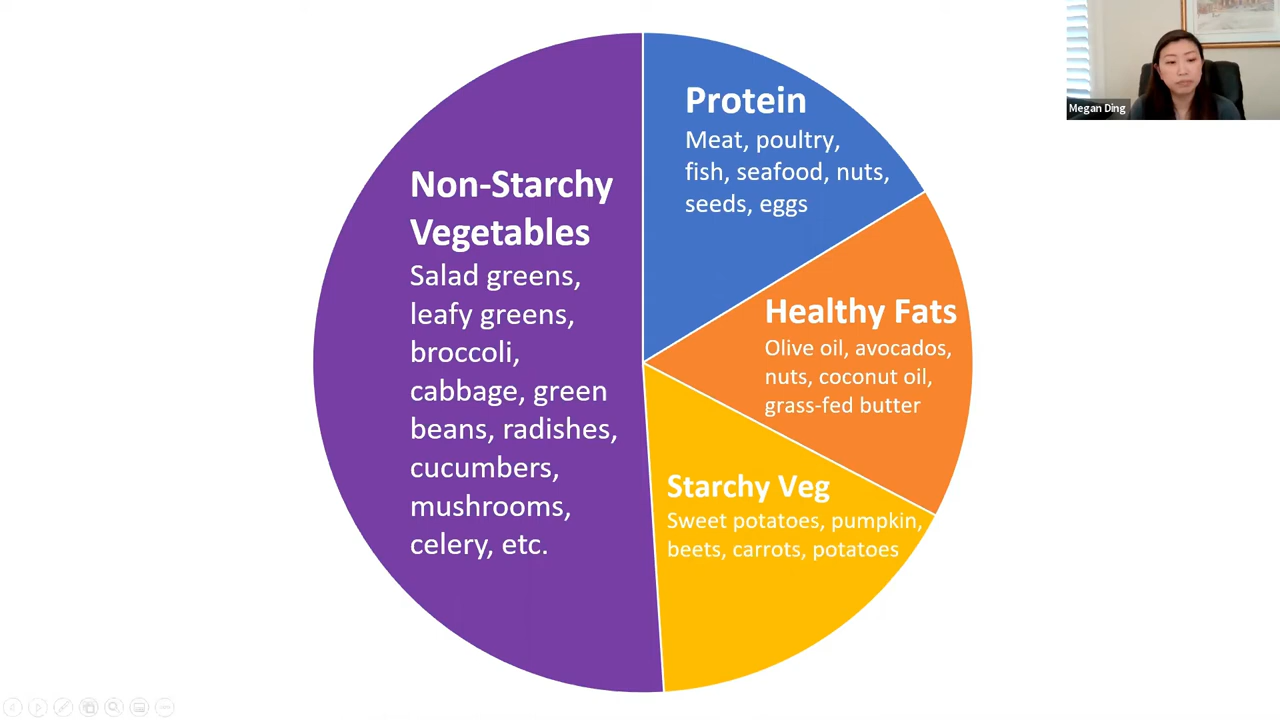 Non-Starchy
Vegetables
Salad greens,
leafy greens,
broccoli,
cabbage, green
beans, radishes,
cucumbers,
mushrooms,
celery, etc.
Protein
Meat, poultry,
fish, seafood, nuts,
seeds, eggs
Healthy Fats
Olive oil, avocados,
nuts, coconut oil,
grass-fed butter
Starchy Veg
Sweet potatoes, pumpkin,
beets, carrots, potatoes
Megan Ding